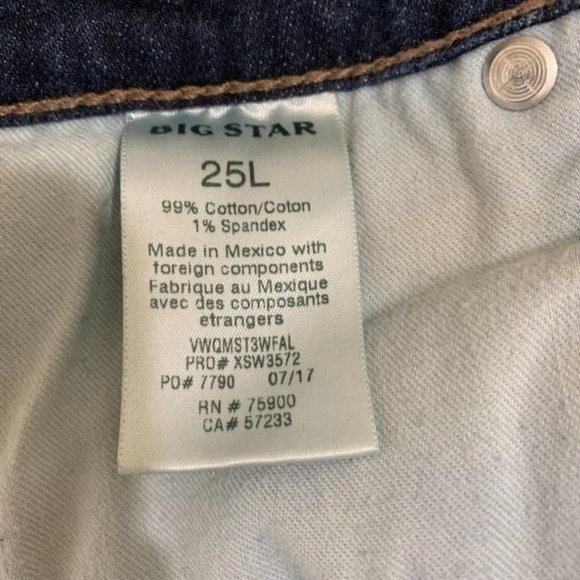 BIG STAR
25L
99% Cotton/Coton
1% Spandex
Made in Mexico with
foreign components
Fabrique au Mexique
avec des composants
etrangers
VWQMST3WFAL
PRO# XSW3572
PO# 7790 07/17
RN # 75900
CA# 57233